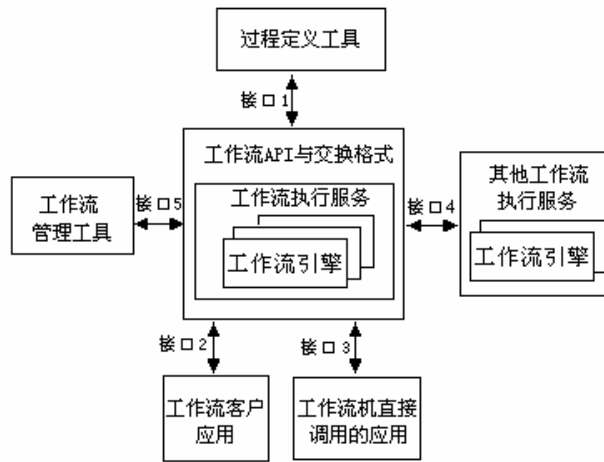 过程定义工具
接口1
工作流API与交换格式
工作流执行服务
工作流引擎
工作流
管理工具
接口5
接口4
其他工作流
执行服务
工作流引擎
接口2
接口3
工作流客户
应用
工作流机直接
调用的应用